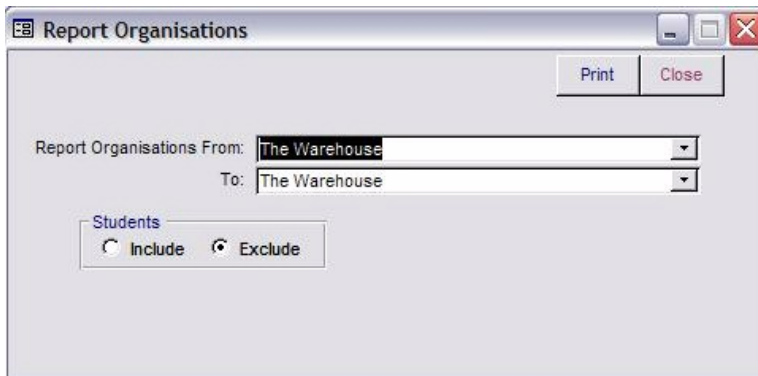 Report Organisations
Print Close
Report Organisations From: The Warehouse
To: The Warehouse
Students
Include Exclude